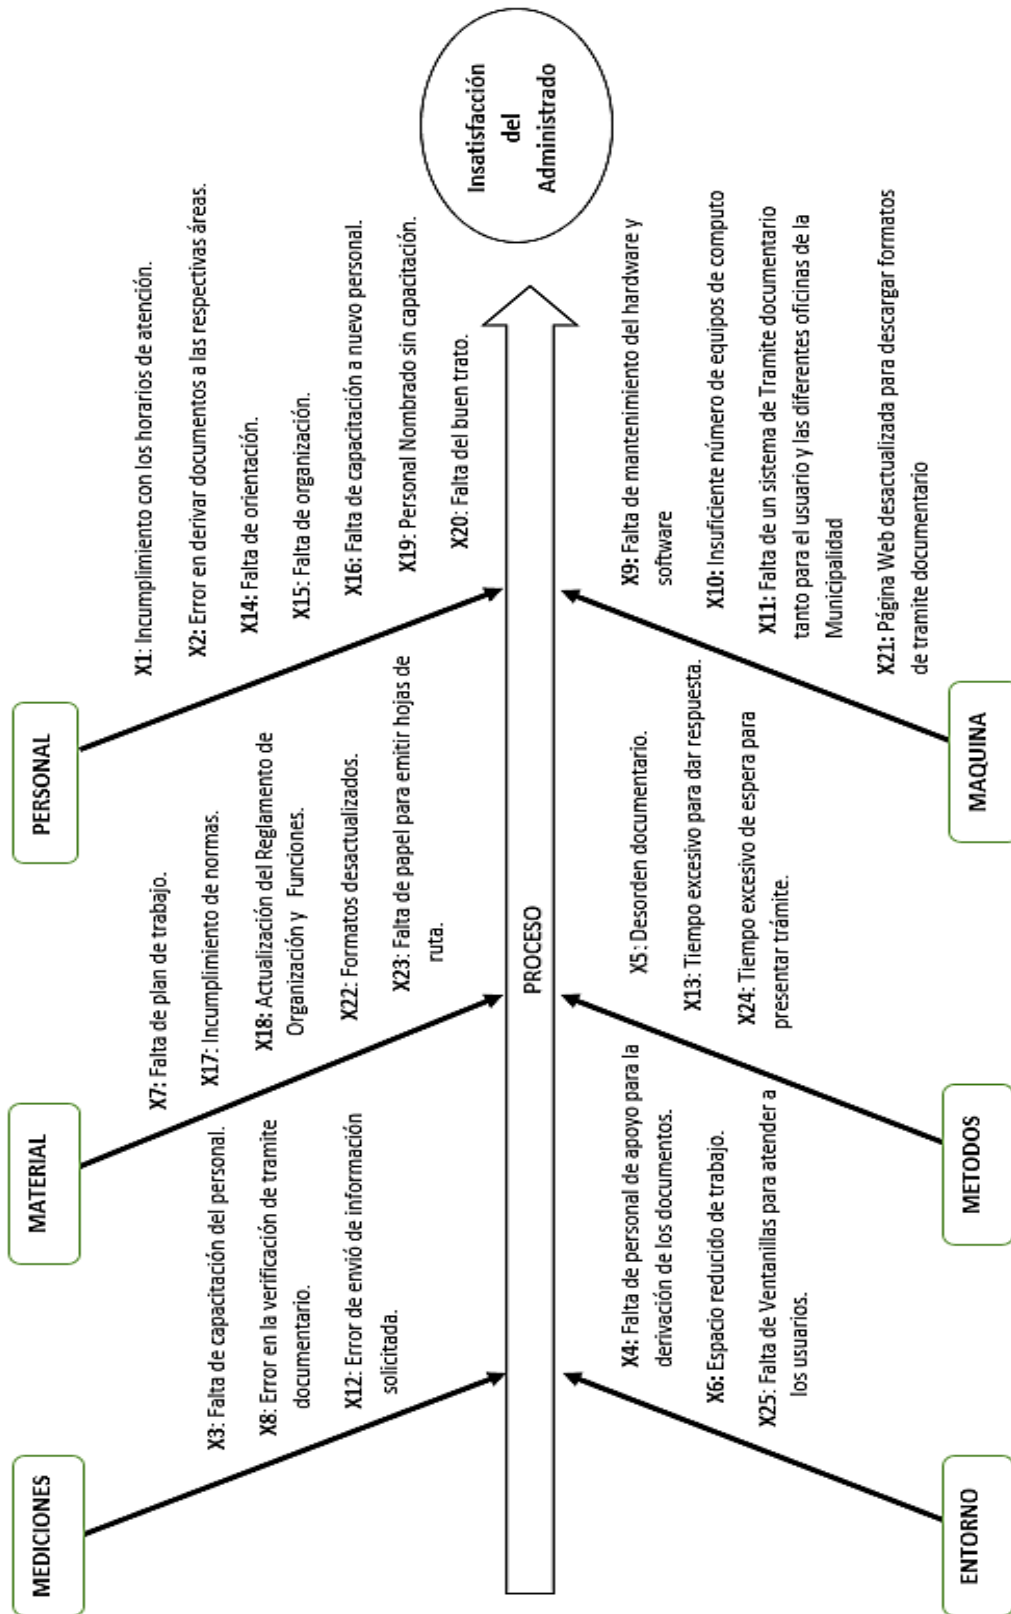 MEDICIONES
MATERIAL
PERSONAL
X3: Falta de capacitación del personal.
X8: Error en la verificación de tramite
documentario.
X12: Error de envió de información
solicitada.
X7: Falta de plan de trabajo.
X17: Incumplimiento de normas.
X18: Actualización del Reglamento de
Organización y Funciones.
X22: Formatos desactualizados.
X23: Falta de papel para emitir hojas de
ruta.
X1: Incumplimiento con los horarios de atención.
X2: Error en derivar documentos a las respectivas áreas.
X14: Falta de orientación.
X15: Falta de organización.
X16: Falta de capacitación a nuevo personal.
X19: Personal Nombrado sin capacitación.
X20: Falta del buen trato.
PROCESO
Insatisfacción
del
Administrado
X4: Falta de personal de apoyo para la
derivación de los documentos.
X6: Espacio reducido de trabajo.
X25: Falta de Ventanillas para atender a
los usuarios.
X5: Desorden documentario.
X13: Tiempo excesivo para dar respuesta.
X24: Tiempo excesivo de espera para
presentar trámite.
X9: Falta de mantenimiento del hardware y
software
X10: Insuficiente número de equipos de computo
X11: Falta de un sistema de Tramite documentario
tanto para el usuario y las diferentes oficinas de la
Municipalidad
X21: Página Web desactualizada para descargar formatos
de tramite documentario
ENTORNO
METODOS
MAQUINA